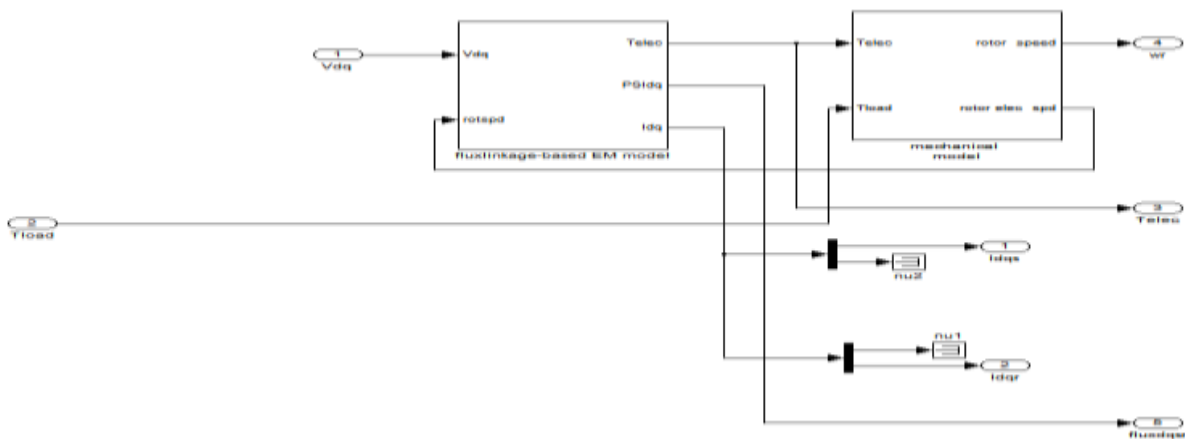 1
Vdq
Vdq
rotspd
Telec
PSIdq
Idq
fluxlinkage-based EM model
Telec
Tload
rotor speed
rotor elec spd
mechanical
model
4
wr
2
Tload
3
Telec
1
Idqs
nu2
nu1
2
Idqr
5